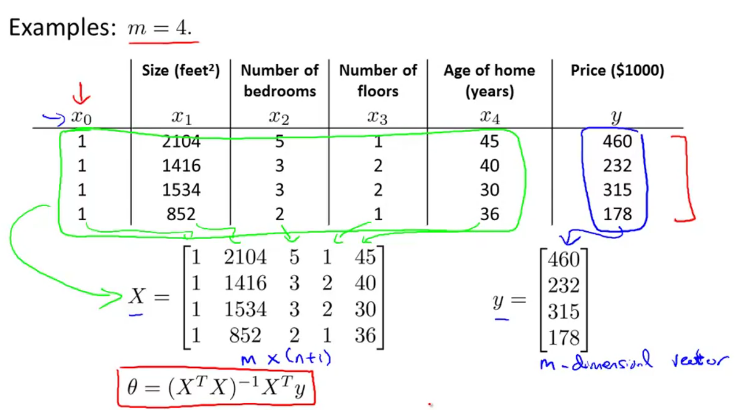 Examples: m = 4.
Size (feet²) Number of bedrooms Number of floors Age of home (years) Price ($1000)
x₀ x₁ x₂ x₃ x₄ y
1 2104 5 1 45 460
1 1416 3 2 40 232
1 1534 3 2 30 315
1 852 2 1 36 178
X = [1 2104 5 1 45
1 1416 3 2 40
1 1534 3 2 30
1 852 2 1 36]
m x (n+1)
y = [460
232
315
178]
m-dimensional vector
θ = (XᵀX)⁻¹Xᵀy